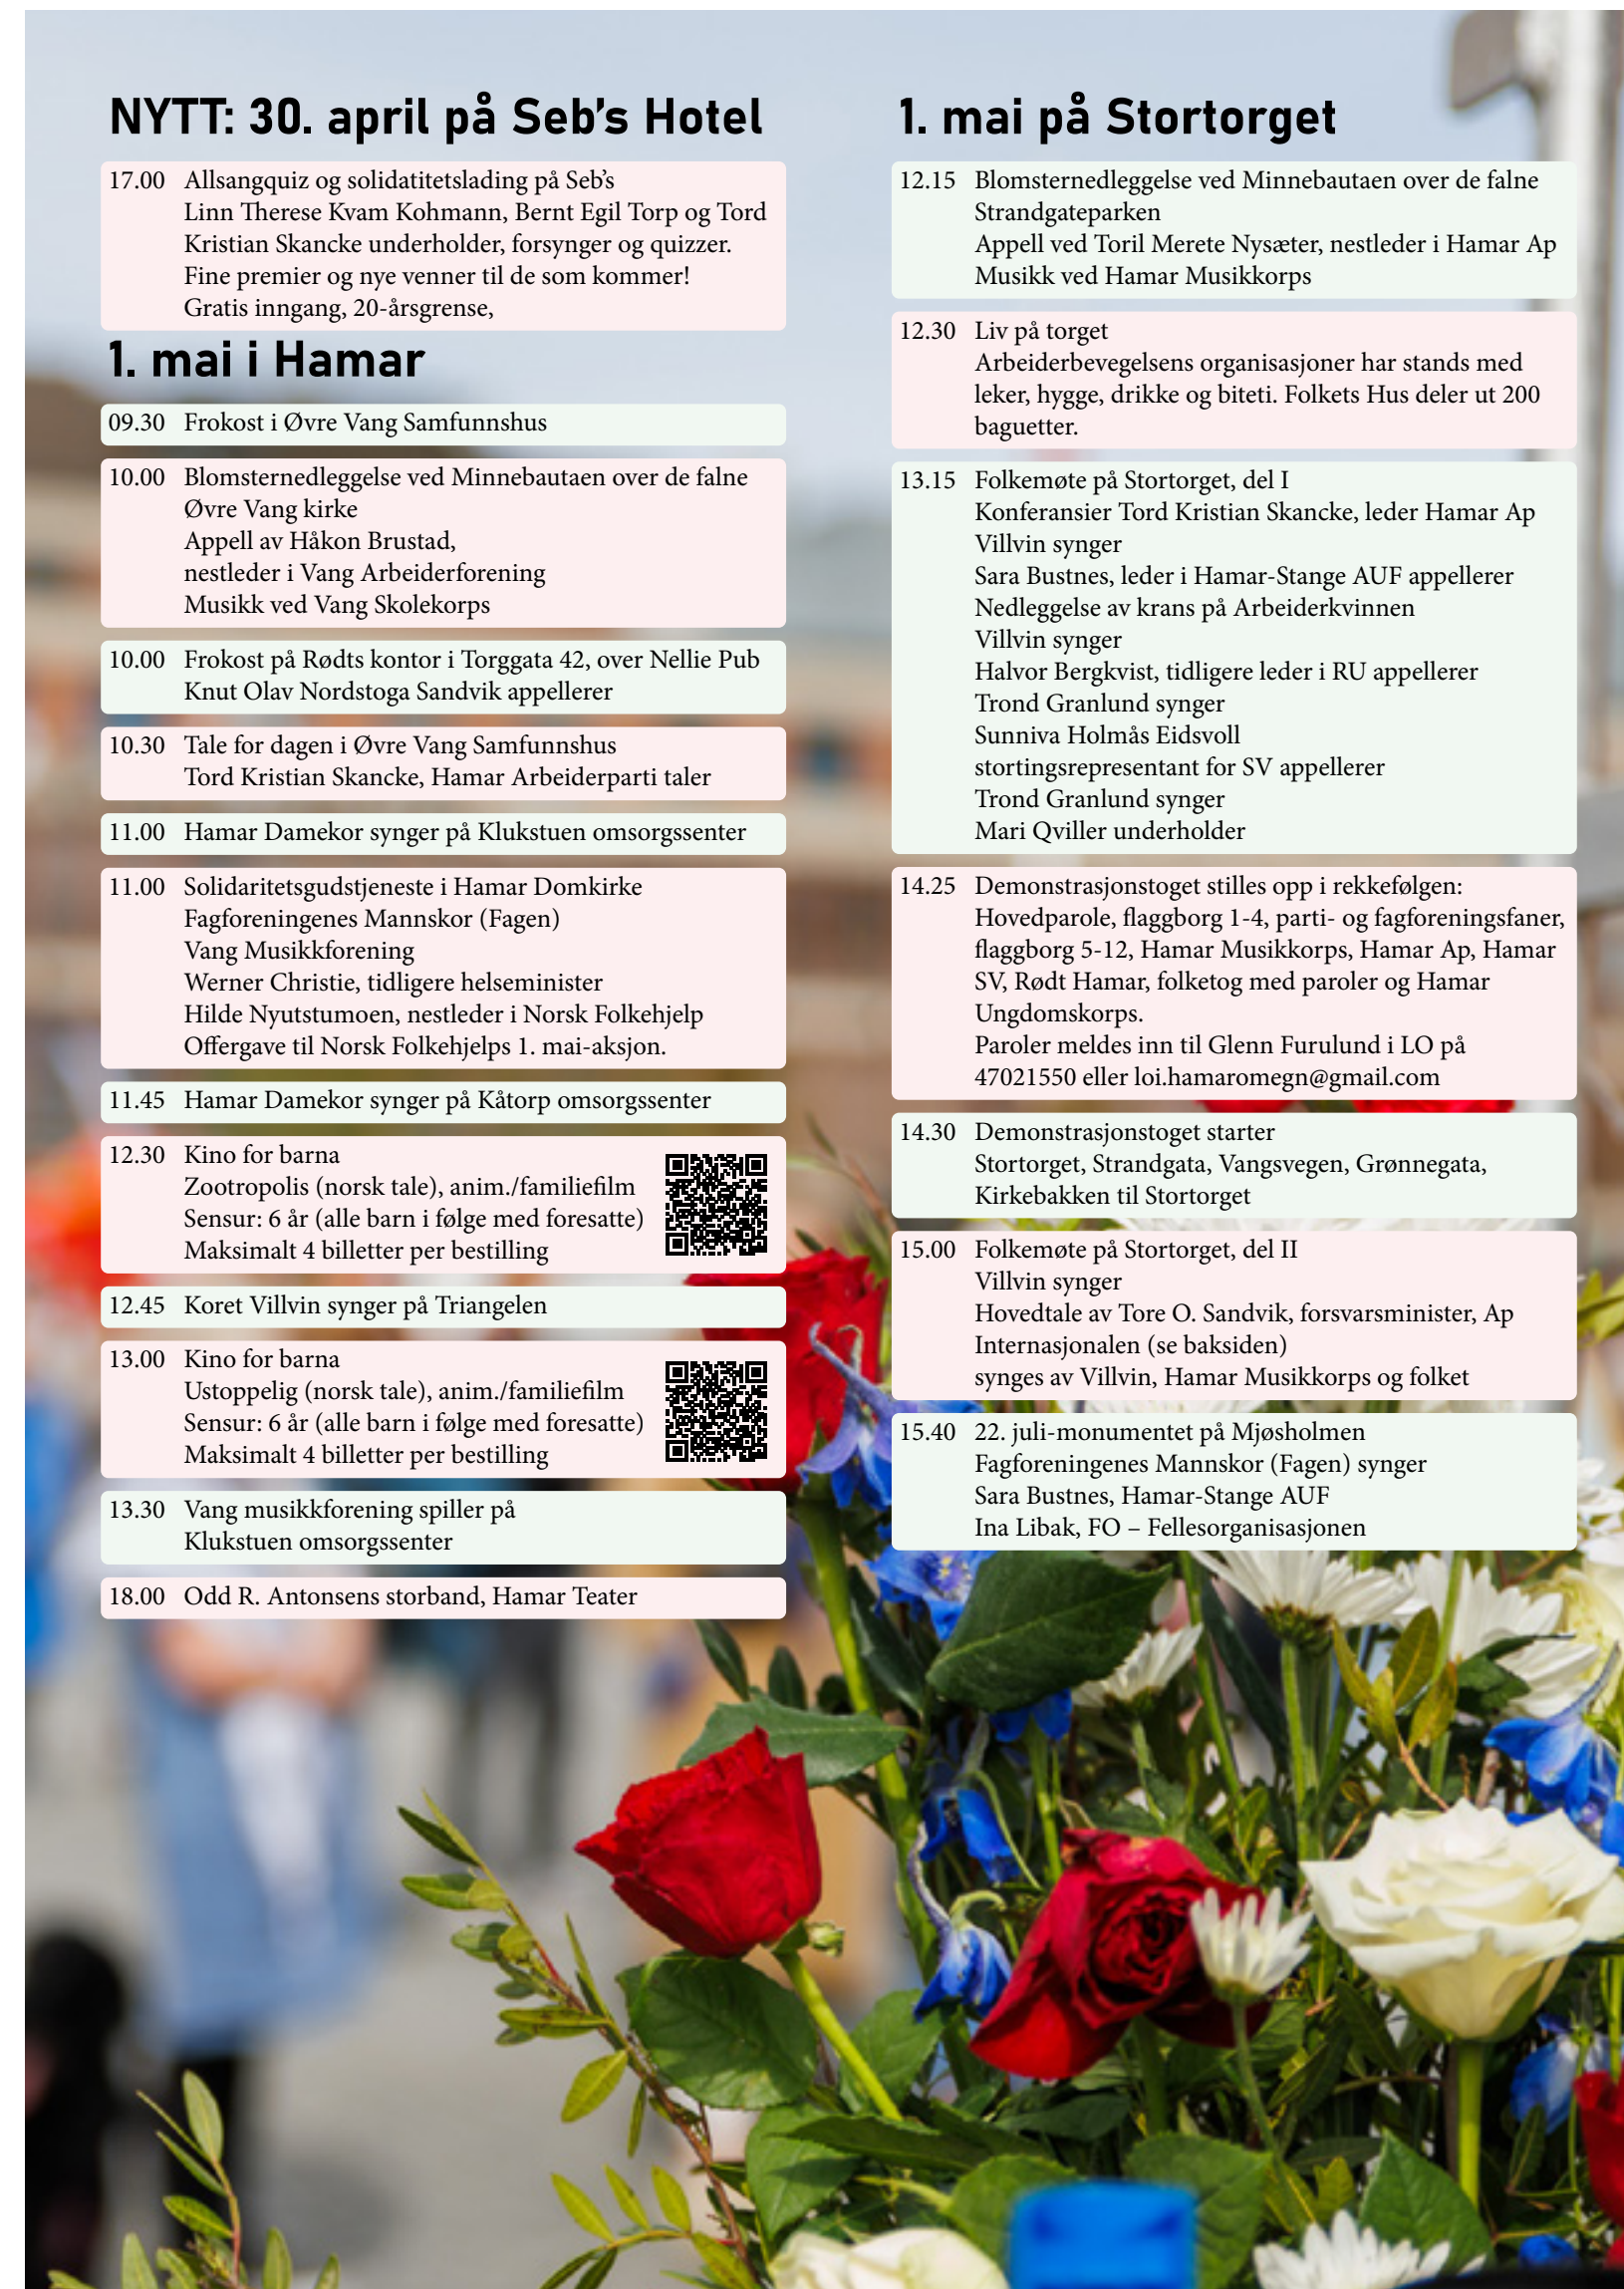 NYTT: 30. april på Seb’s Hotel
17.00 Allsangquiz og solidatitetslading på Seb’s
Linn Therese Kvam Kohmann, Bernt Egil Torp og Tord
Kristian Skancke underholder, forsynger og quizzer.
Fine premier og nye venner til de som kommer!
Gratis inngang, 20-årsgrense,
1. mai i Hamar
09.30 Frokost i Øvre Vang Samfunnshus
10.00 Blomsternedleggelse ved Minnebautaen over de falne
Øvre Vang kirke
Appell av Håkon Brustad,
nestleder i Vang Arbeiderforening
Musikk ved Vang Skolekorps
10.00 Frokost på Rødts kontor i Torggata 42, over Nellie Pub
Knut Olav Nordstoga Sandvik appellerer
10.30 Tale for dagen i Øvre Vang Samfunnshus
Tord Kristian Skancke, Hamar Arbeiderparti taler
11.00 Hamar Damekor synger på Klukstuen omsorgssenter
11.00 Solidaritetsgudstjeneste i Hamar Domkirke
Fagforeningenes Mannskor (Fagen)
Vang Musikkforening
Werner Christie, tidligere helseminister
Hilde Nyutstumoen, nestleder i Norsk Folkehjelp
Offergave til Norsk Folkehjelps 1. mai-aksjon.
11.45 Hamar Damekor synger på Kåtorp omsorgssenter
12.30 Kino for barna
Zootropolis (norsk tale), anim./familiefilm
Sensur: 6 år (alle barn i følge med foresatte)
Maksimalt 4 billetter per bestilling
12.45 Koret Villvin synger på Triangelen
13.00 Kino for barna
Ustoppelig (norsk tale), anim./familiefilm
Sensur: 6 år (alle barn i følge med foresatte)
Maksimalt 4 billetter per bestilling
13.30 Vang musikkforening spiller på
Klukstuen omsorgssenter
18.00 Odd R. Antonsens storband, Hamar Teater
1. mai på Stortorget
12.15 Blomsternedleggelse ved Minnebautaen over de falne
Strandgateparken
Appell ved Toril Merete Nysæter, nestleder i Hamar Ap
Musikk ved Hamar Musikkorps
12.30 Liv på torget
Arbeiderbevegelsens organisasjoner har stands med
leker, hygge, drikke og biteti. Folkets Hus deler ut 200
baguetter.
13.15 Folkemøte på Stortorget, del I
Konferansier Tord Kristian Skancke, leder Hamar Ap
Villvin synger
Sara Bustnes, leder i Hamar-Stange AUF appellerer
Nedleggelse av krans på Arbeiderkvinnen
Villvin synger
Halvor Bergkvist, tidligere leder i RU appellerer
Trond Granlund synger
Sunniva Holmås Eidsvoll
stortingsrepresentant for SV appellerer
Trond Granlund synger
Mari Qviller underholder
14.25 Demonstrasjonstoget stilles opp i rekkefølgen:
Hovedparole, flaggborg 1-4, parti- og fagforeningsfaner,
flaggborg 5-12, Hamar Musikkorps, Hamar Ap, Hamar
SV, Rødt Hamar, folketog med paroler og Hamar
Ungdomskorps.
Paroler meldes inn til Glenn Furulund i LO på
47021550 eller loi.hamaromegn@gmail.com
14.30 Demonstrasjonstoget starter
Stortorget, Strandgata, Vangsvegen, Grønnegata,
Kirkebakken til Stortorget
15.00 Folkemøte på Stortorget, del II
Villvin synger
Hovedtale av Tore O. Sandvik, forsvarsminister, Ap
Internasjonalen (se baksiden)
synges av Villvin, Hamar Musikkorps og folket
15.40 22. juli-monumentet på Mjøsholmen
Fagforeningenes Mannskor (Fagen) synger
Sara Bustnes, Hamar-Stange AUF
Ina Libak, FO – Fellesorganisasjonen